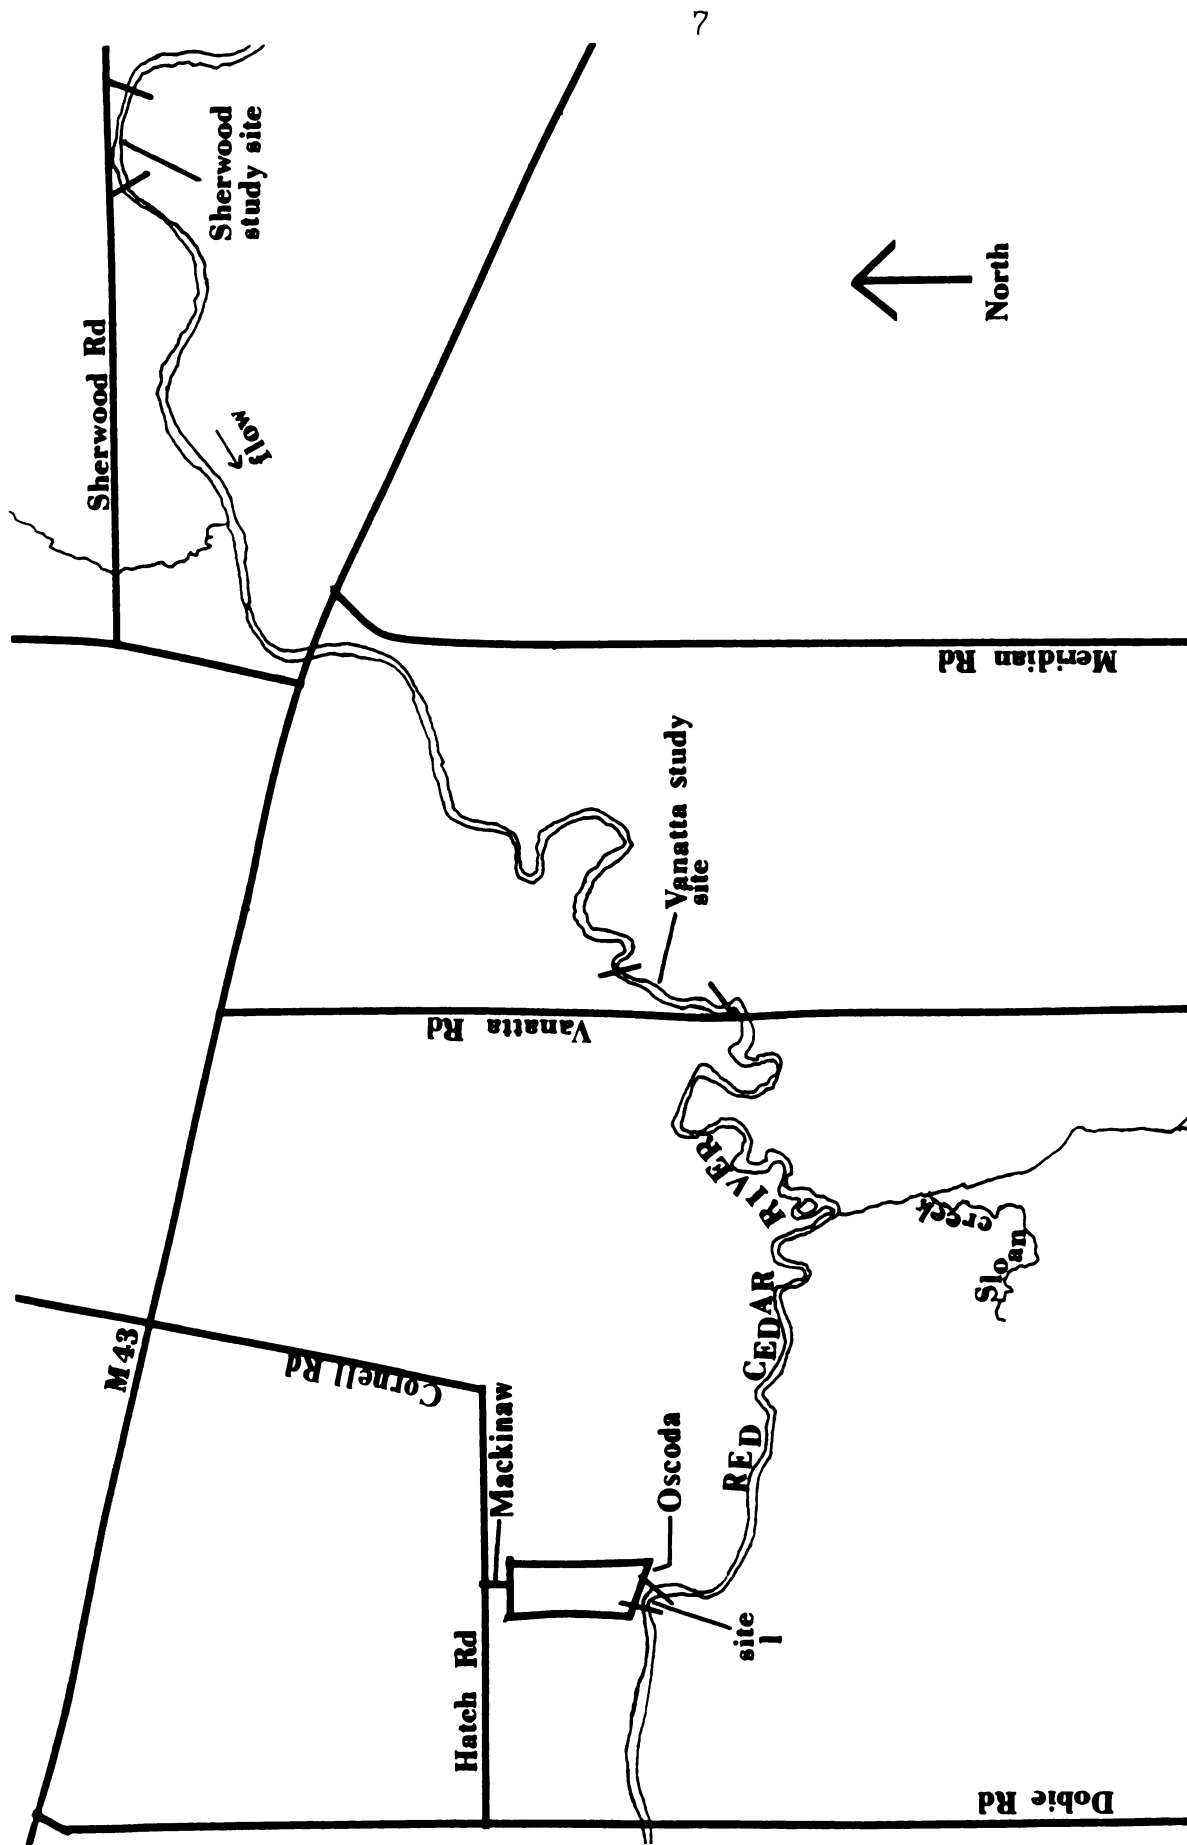 7
Sherwood
study site
Sherwood Rd
flow
North
Meridian Rd
Vanatta study
site
Vanatta Rd
RED CEDAR RIVER
Sloan creek
M43
Cornell Rd
Mackinaw
Oscoda
Hatch Rd
site
1
Dobie Rd